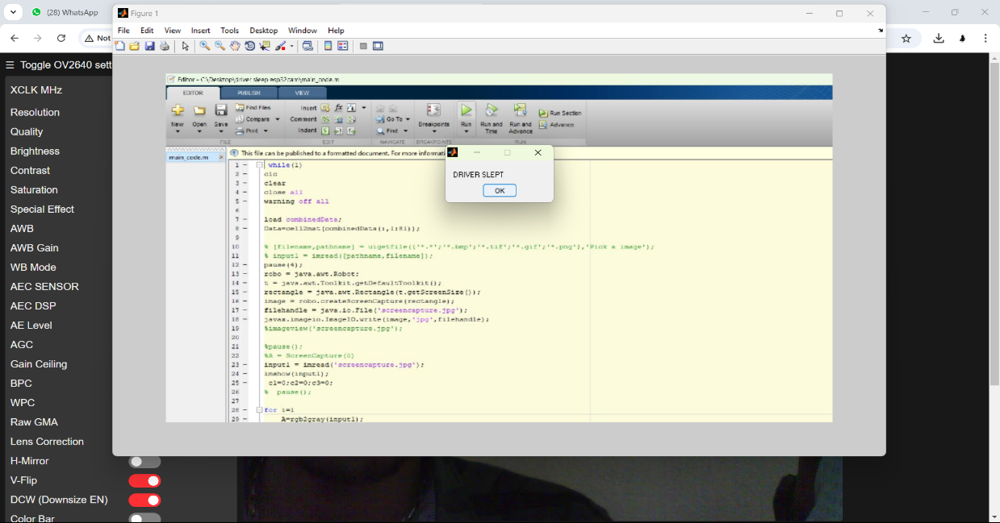 (28) WhatsApp
Figure 1
File Edit View Insert Tools Desktop Window Help
Not
Toggle OV2640 sett
XCLK MHz
Resolution
Quality
Brightness
Contrast
Saturation
Special Effect
AWB
AWB Gain
WB Mode
AEC SENSOR
AEC DSP
AE Level
AGC
Gain Ceiling
BPC
WPC
Raw GMA
Lens Correction
H-Mirror
V-Flip
DCW (Downsize EN)
Color Bar
Editor - C:\Desktop\driver sleep-esp32cam\main_code.m
EDITOR PUBLISH VIEW
New Open Save Find Files Compare Print
Insert fx Comment Indent
Go To Find
Breakpoints Run Run and Time Run and Advance Run Section Advance
FILE EDIT NAVIGATE BREAKPOINTS RUN
main_code.m
This file can be published to a formatted document. For more informati
DRIVER SLEPT
OK
1 while(1)
2 clc
3 clear
4 close all
5 warning off all
6
7 load combinedData;
8 Data=cell2mat(combinedData(:,1:81));
9
10 % [filename,pathname] = uigetfile({'*.*';'*.bmp';'*.tif';'*.gif';'*.png'},'Pick a image');
11 % input1 = imread([pathname,filename]);
12 pause(4);
13 robo = java.awt.Robot;
14 t = java.awt.Toolkit.getDefaultToolkit();
15 rectangle = java.awt.Rectangle(t.getScreenSize());
16 image = robo.createScreenCapture(rectangle);
17 filehandle = java.io.File('screencapture.jpg');
18 javax.imageio.ImageIO.write(image,'jpg',filehandle);
19 %imageview('screencapture.jpg');
20
21 %pause();
22 %A = ScreenCapture(0)
23 input1 = imread('screencapture.jpg');
24 imshow(input1);
25 c1=0;c2=0;c3=0;
26 % pause();
27
28 for i=1
29 A=rgb2gray(input1);